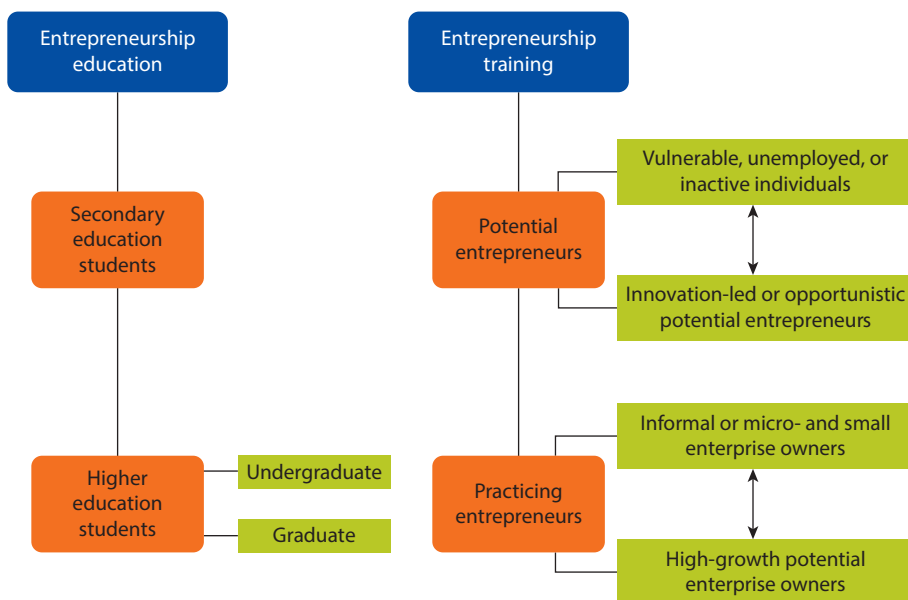 Entrepreneurship
education
Secondary
education
students
Higher
education
students
Undergraduate
Graduate
Entrepreneurship
training
Potential
entrepreneurs
Vulnerable, unemployed, or
inactive individuals
Innovation-led or opportunistic
potential entrepreneurs
Practicing
entrepreneurs
Informal or micro- and small
enterprise owners
High-growth potential
enterprise owners